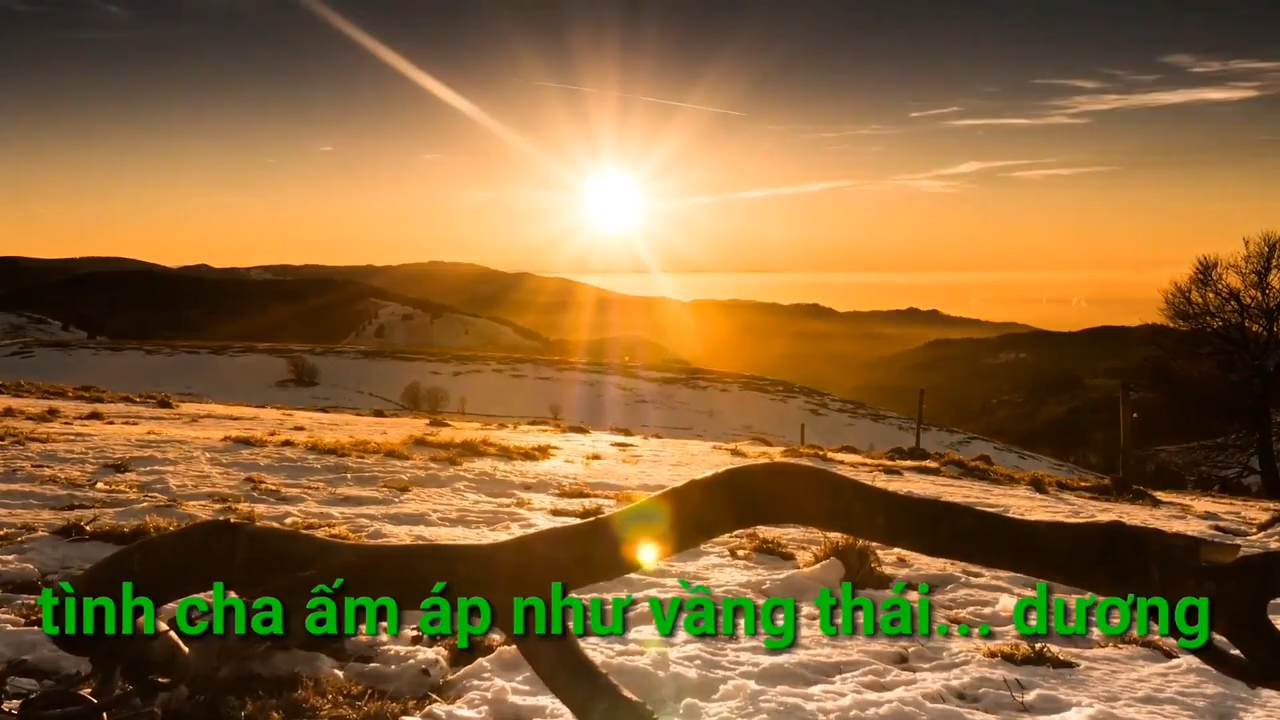 tình cha ấm áp như vầng thái... dương